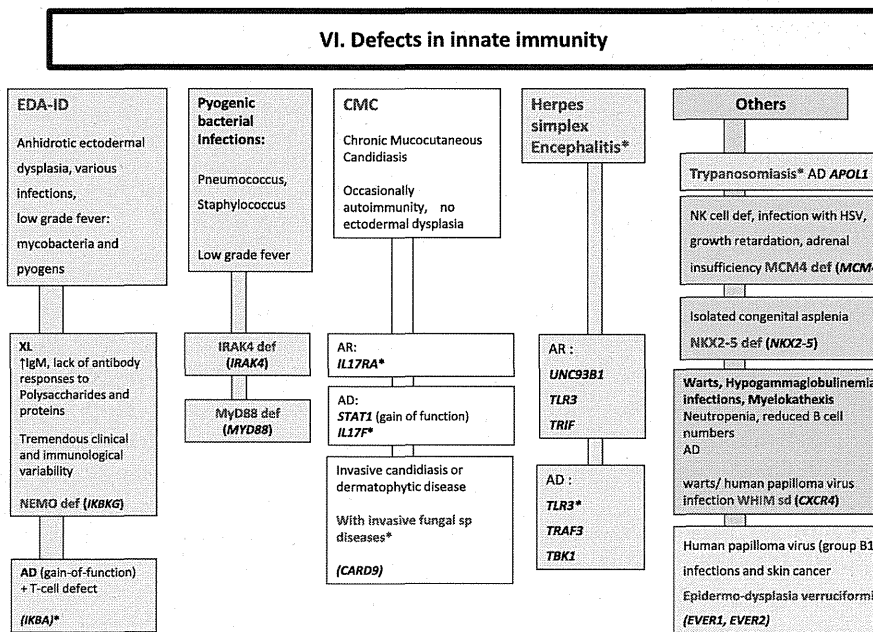 VI. Defects in innate immunity
EDA-ID
Anhidrotic ectodermal
dysplasia, various
infections,
low grade fever:
mycobacteria and
pyogens
XL
↑IgM, lack of antibody
responses to
Polysaccharides and
proteins
Tremendous clinical
and immunological
variability
NEMO def (IKBKG)
AD (gain-of-function)
+ T-cell defect
(IKBA)*
Pyogenic
bacterial
Infections:
Pneumococcus,
Staphylococcus
Low grade fever
IRAK4 def
(IRAK4)
MyD88 def
(MYD88)
CMC
Chronic Mucocutaneous
Candidiasis
Occasionally
autoimmunity, no
ectodermal dysplasia
AR:
IL17RA*
AD:
STAT1 (gain of function)
IL17F*
Invasive candidiasis or
dermatophytic disease
With invasive fungal sp
diseases*
(CARD9)
Herpes
simplex
Encephalitis*
AR :
UNC93B1
TLR3
TRIF
AD :
TLR3*
TRAF3
TBK1
Others
Trypanosomiasis* AD APOL1
NK cell def, infection with HSV,
growth retardation, adrenal
insufficiency MCM4 def (MCM4
Isolated congenital asplenia
NKX2-5 def (NKX2-5)
Warts, Hypogammaglobulinemia
infections, Myelokathexis
Neutropenia, reduced B cell
numbers
AD
warts/ human papilloma virus
infection WHIM sd (CXCR4)
Human papilloma virus (group B1
infections and skin cancer
Epidermo-dysplasia verruciformi
(EVER1, EVER2)